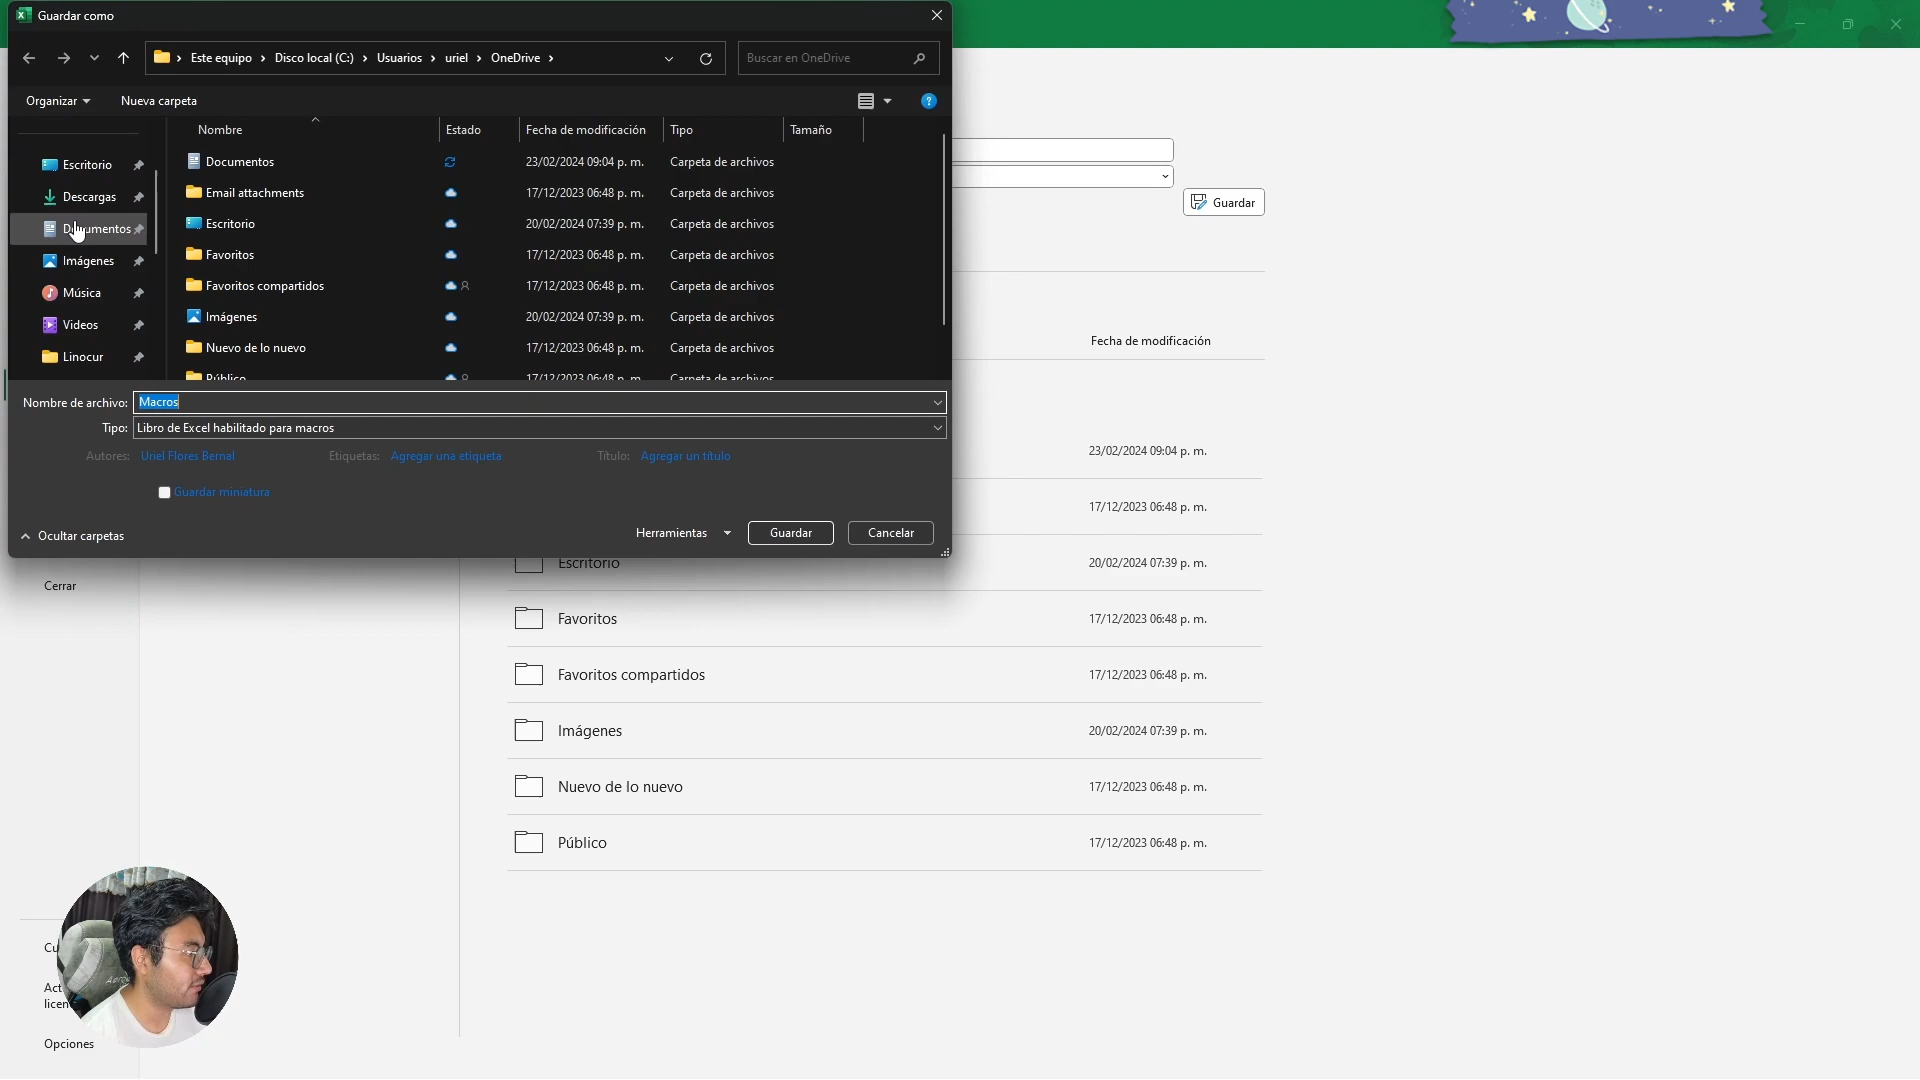 Guardar como
Este equipo > Disco local (C:) > Usuarios > uriel > OneDrive >
Buscar en OneDrive
Organizar
Nueva carpeta
?
Nombre Estado Fecha de modificación Tipo Tamaño
Escritorio
Descargas
Imágenes
Música
Videos
Linocur
Documentos 23/02/2024 09:04 p. m. Carpeta de archivos
Email attachments 17/12/2023 06:48 p. m. Carpeta de archivos
Escritorio 20/02/2024 07:39 p. m. Carpeta de archivos
Favoritos 17/12/2023 06:48 p. m. Carpeta de archivos
Favoritos compartidos 17/12/2023 06:48 p. m. Carpeta de archivos
Imágenes 20/02/2024 07:39 p. m. Carpeta de archivos
Nuevo de lo nuevo 17/12/2023 06:48 p. m. Carpeta de archivos
Público 17/12/2023 06:48 p. m. Carpeta de archivos
Nombre de archivo: Macros
Tipo: Libro de Excel habilitado para macros
Autores: Uriel Flores Bernal
Etiquetas: Agregar una etiqueta
Título: Agregar un título
Guardar miniatura
Ocultar carpetas
Herramientas
Guardar
Cancelar
Guardar
Fecha de modificación
23/02/2024 09:04 p. m.
17/12/2023 06:48 p. m.
Escritorio 20/02/2024 07:39 p. m.
Favoritos 17/12/2023 06:48 p. m.
Favoritos compartidos 17/12/2023 06:48 p. m.
Imágenes 20/02/2024 07:39 p. m.
Nuevo de lo nuevo 17/12/2023 06:48 p. m.
Público 17/12/2023 06:48 p. m.
Cerrar
Opciones